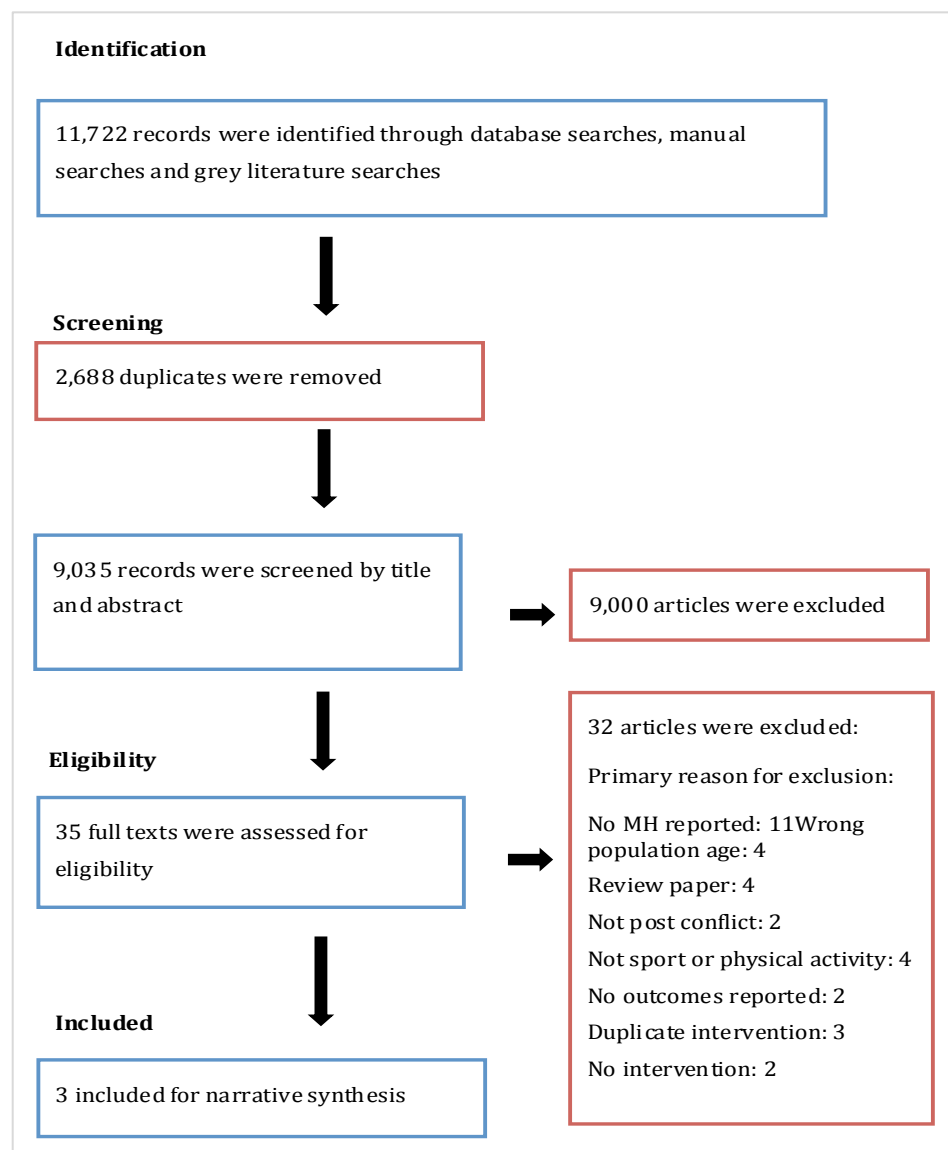 Identification
11,722 records were identified through database searches, manual
searches and grey literature searches
Screening
2,688 duplicates were removed
9,035 records were screened by title
and abstract
9,000 articles were excluded
Eligibility
35 full texts were assessed for
eligibility
32 articles were excluded:
Primary reason for exclusion:
No MH reported: 11Wrong
population age: 4
Review paper: 4
Not post conflict: 2
Not sport or physical activity: 4
No outcomes reported: 2
Duplicate intervention: 3
No intervention: 2
Included
3 included for narrative synthesis